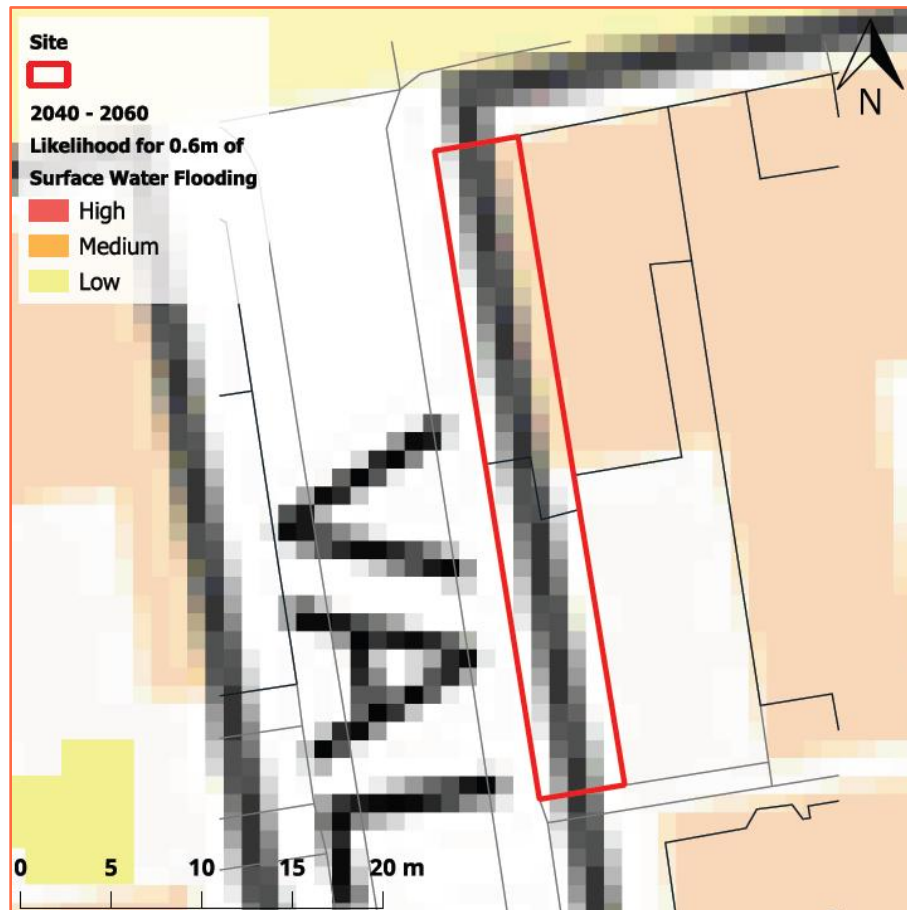 Site
2040 - 2060
Likelihood for 0.6m of
Surface Water Flooding
High
Medium
Low
N
VAL
0 5 10 15 20 m